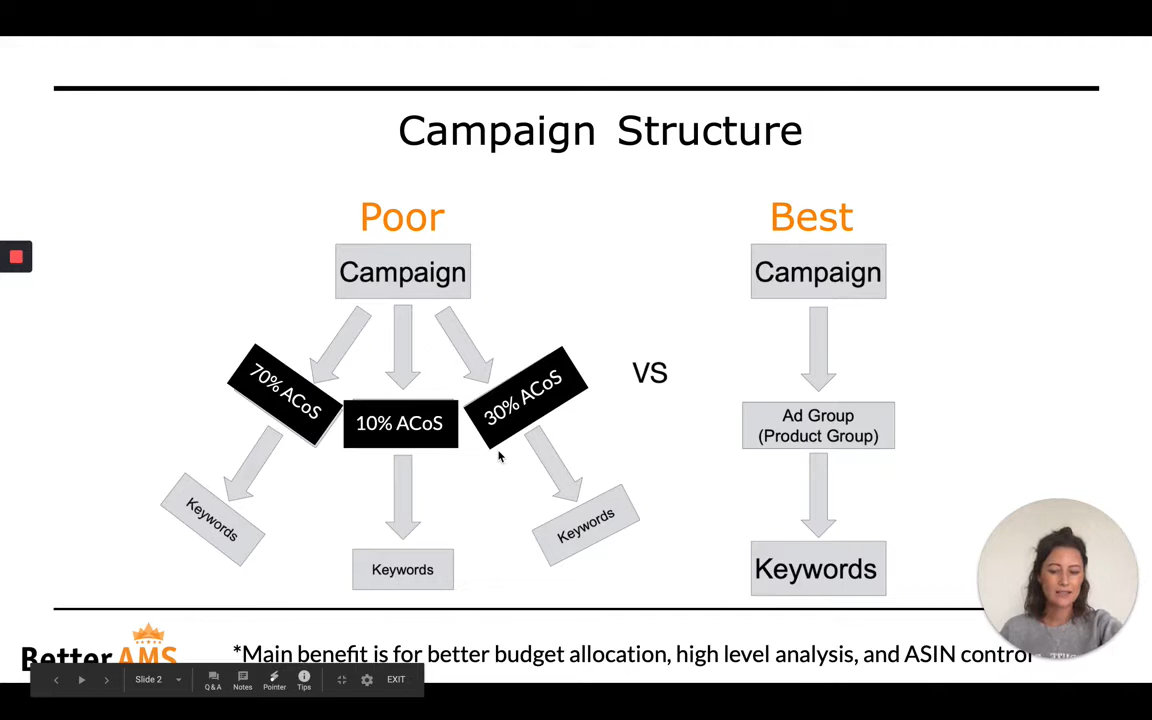 Campaign Structure
Poor
Best
Campaign
Campaign
70% ACoS
10% ACoS
30% ACoS
VS
Ad Group
(Product Group)
Keywords
Keywords
Keywords
Keywords
BetterAMS
*Main benefit is for better budget allocation, high level analysis, and ASIN control
Slide 2
Q&A
Notes
Pointer
Tips
EXIT